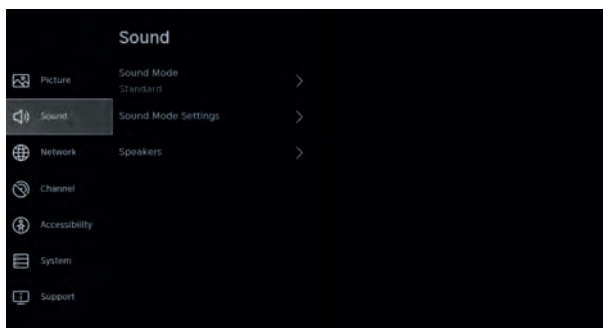 Sound
Picture
Sound
Network
Channel
Accessibility
System
Support
Sound Mode
Standard
Sound Mode Settings
Speakers